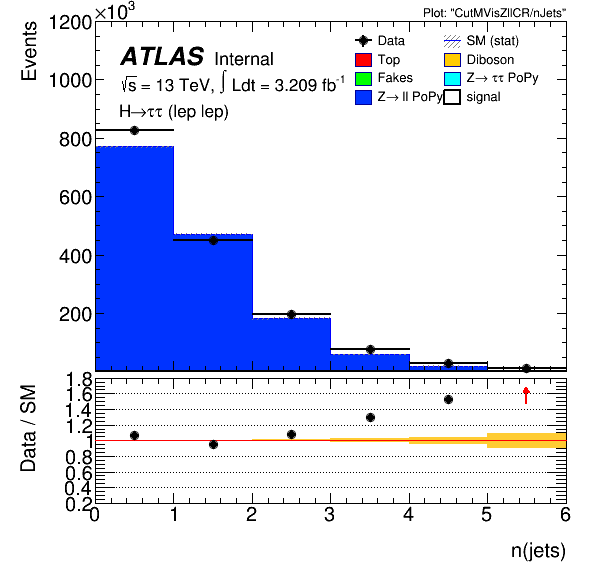 ×10³
Plot: "CutMVisZllCR/nJets"
Events
1200
1000
800
600
400
200
ATLAS Internal
√s = 13 TeV, ∫ Ldt = 3.209 fb⁻¹
H→ττ (lep lep)
Data
SM (stat)
Top
Diboson
Fakes
Z→ ττ PoPy
Z→ ll PoPy
signal
Data / SM
1.8
1.6
1.4
1.2
1
0.8
0.6
0.4
0.2
0 1 2 3 4 5 6
n(jets)